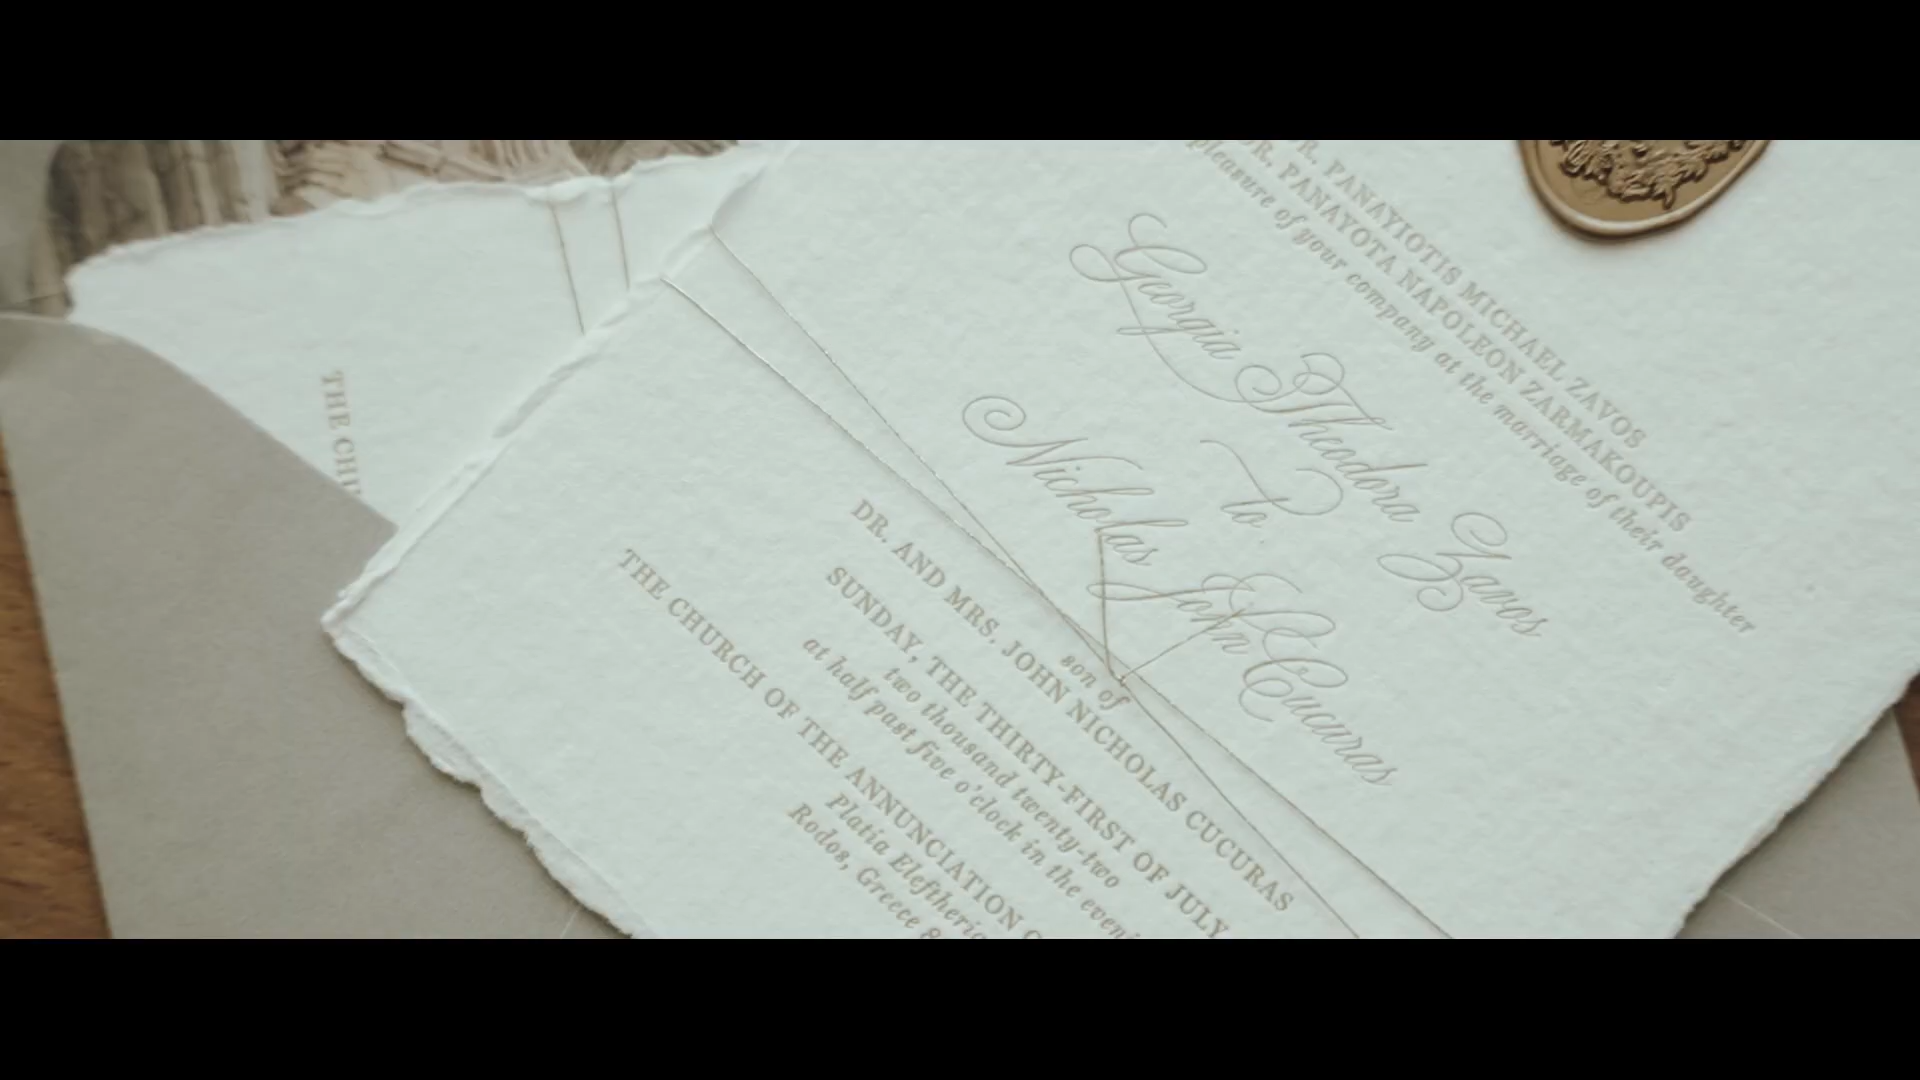 R. PANAYIOTIS MICHAEL ZAVOS
DR. PANAYOTA NAPOLEON ZARMAKOUPIS
pleasure of your company at the marriage of their daughter
Georgia Theodora Zavos
to
Nicholas John Cucuras
son of
DR. AND MRS. JOHN NICHOLAS CUCURAS
SUNDAY, THE THIRTY-FIRST OF JULY
two thousand twenty-two
at half past five o'clock in the eveni
THE CHURCH OF THE ANNUNCIATION
Platia Eleftheria
Rodos, Greece
THE CH